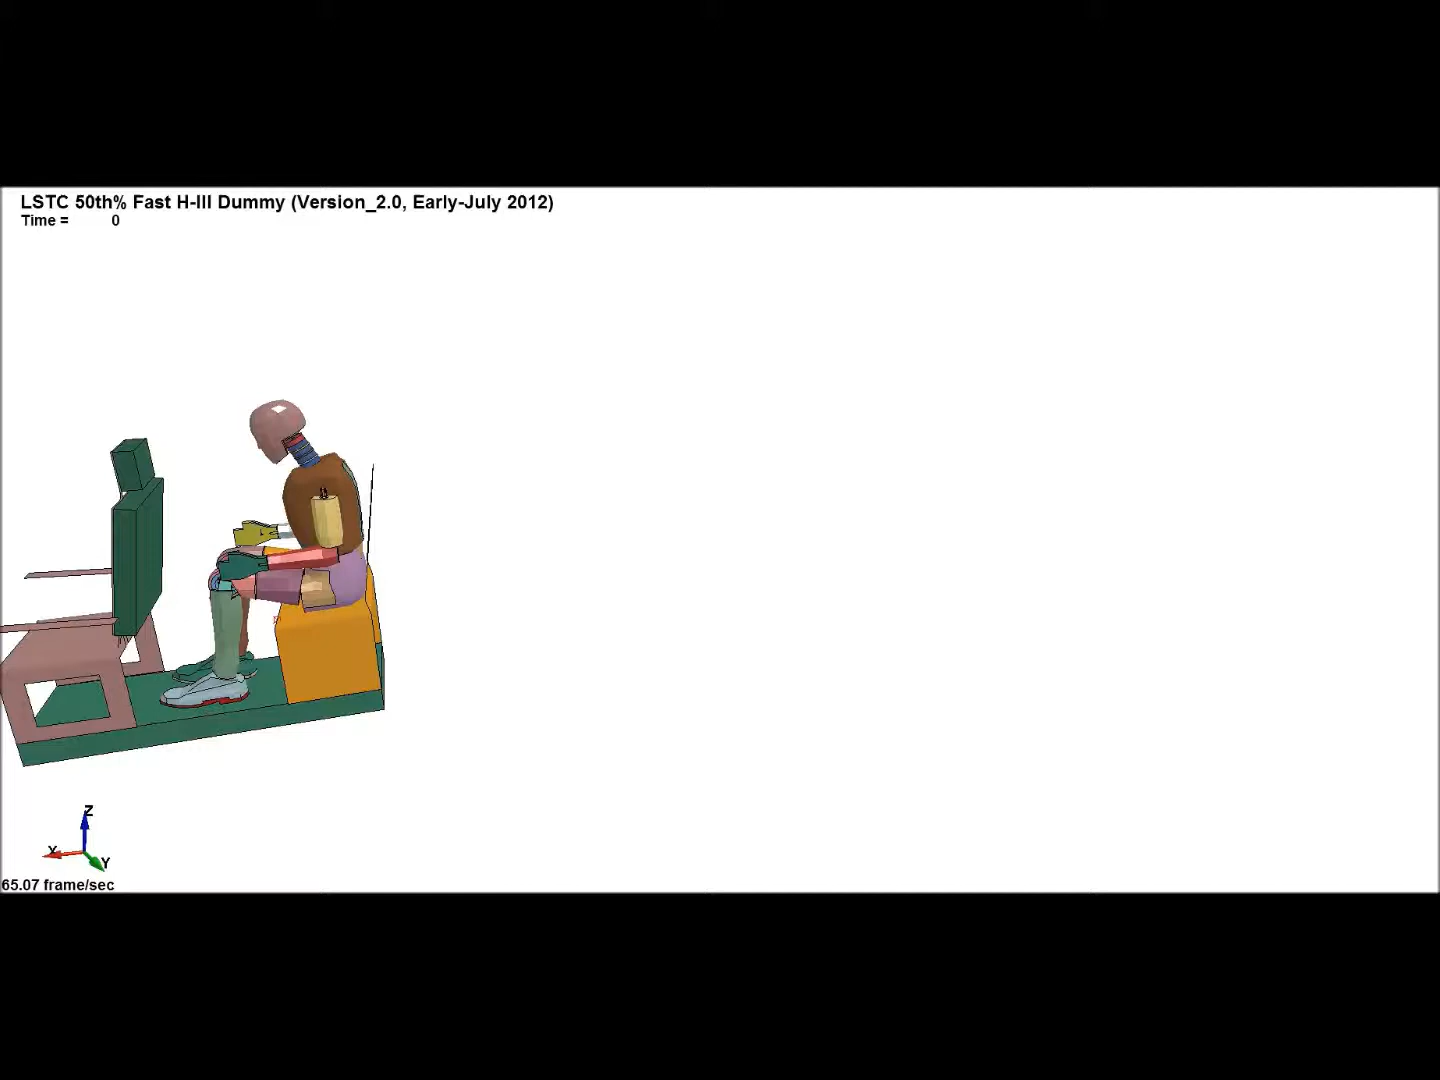 LSTC 50th% Fast H-III Dummy (Version_2.0, Early-July 2012)
Time = 0
Z
X
Y
65.07 frame/sec